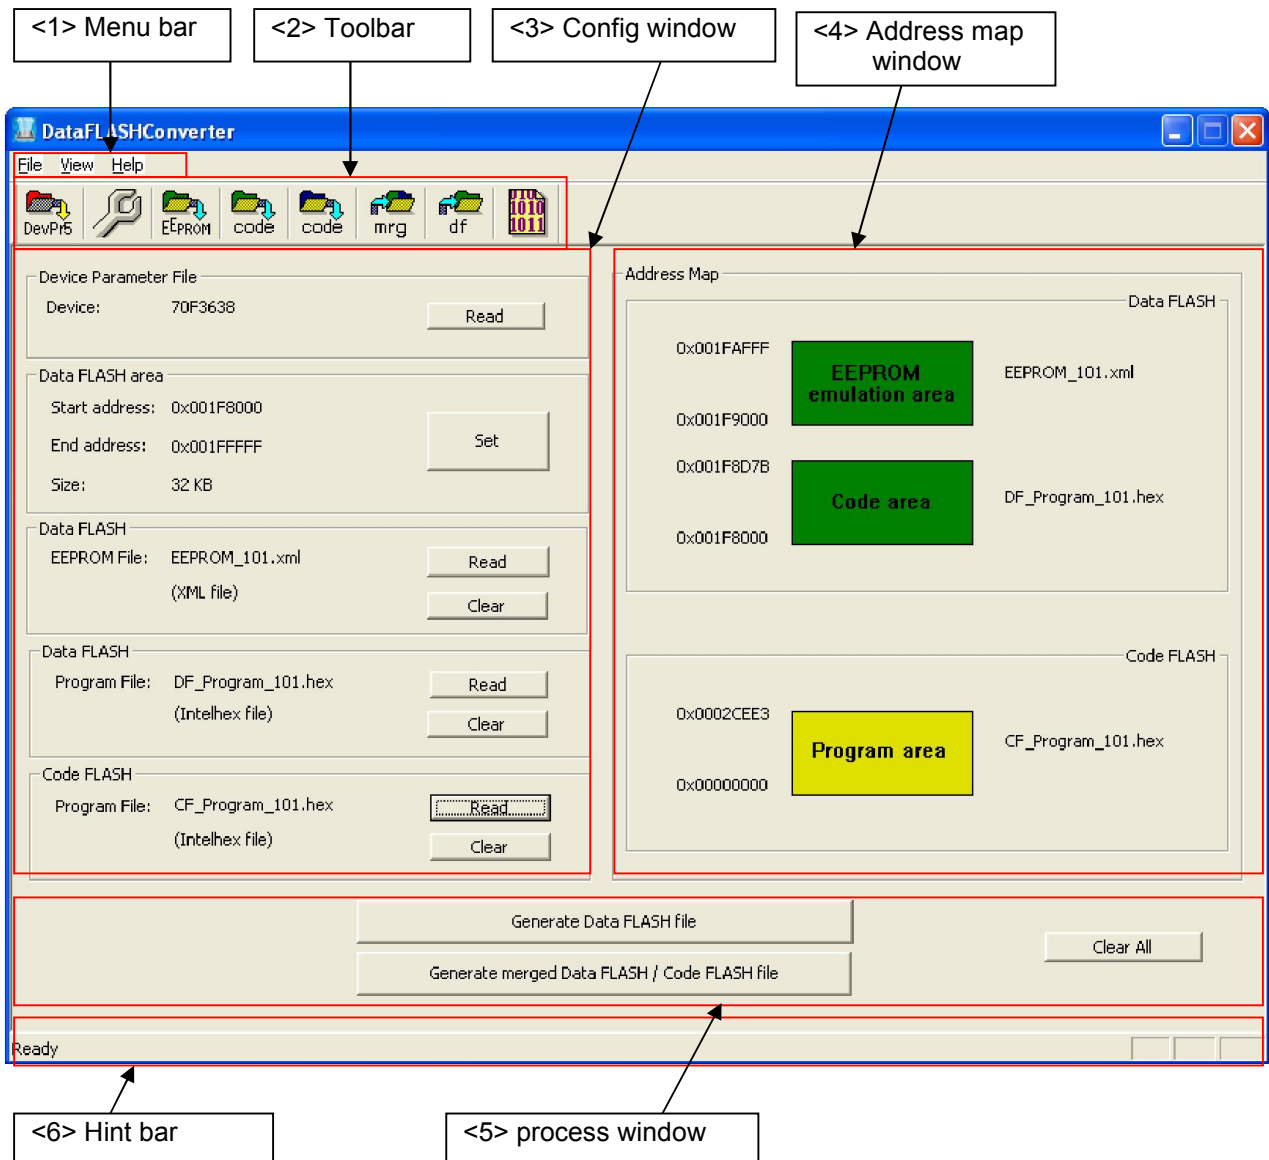 <1> Menu bar
<2> Toolbar
<3> Config window
<4> Address map
window
DataFLASHConverter
File View Help
DevPr5
EEPROM
code
code
mrg
df
1010
1011
Device Parameter File
Device: 70F3638
Read
Data FLASH area
Start address: 0x001F8000
End address: 0x001FFFFF
Set
Size: 32 KB
Data FLASH
EEPROM File: EEPROM_101.xml
Read
(XML file)
Clear
Data FLASH
Program File: DF_Program_101.hex
Read
(Intelhex file)
Clear
Code FLASH
Program File: CF_Program_101.hex
Read
(Intelhex file)
Clear
Address Map
Data FLASH
0x001FAFFF
EEPROM
emulation area
EEPROM_101.xml
0x001F9000
0x001F8D7B
Code area
DF_Program_101.hex
0x001F8000
Code FLASH
0x0002CEE3
Program area
CF_Program_101.hex
0x00000000
Generate Data FLASH file
Generate merged Data FLASH / Code FLASH file
Clear All
Ready
<6> Hint bar
<5> process window